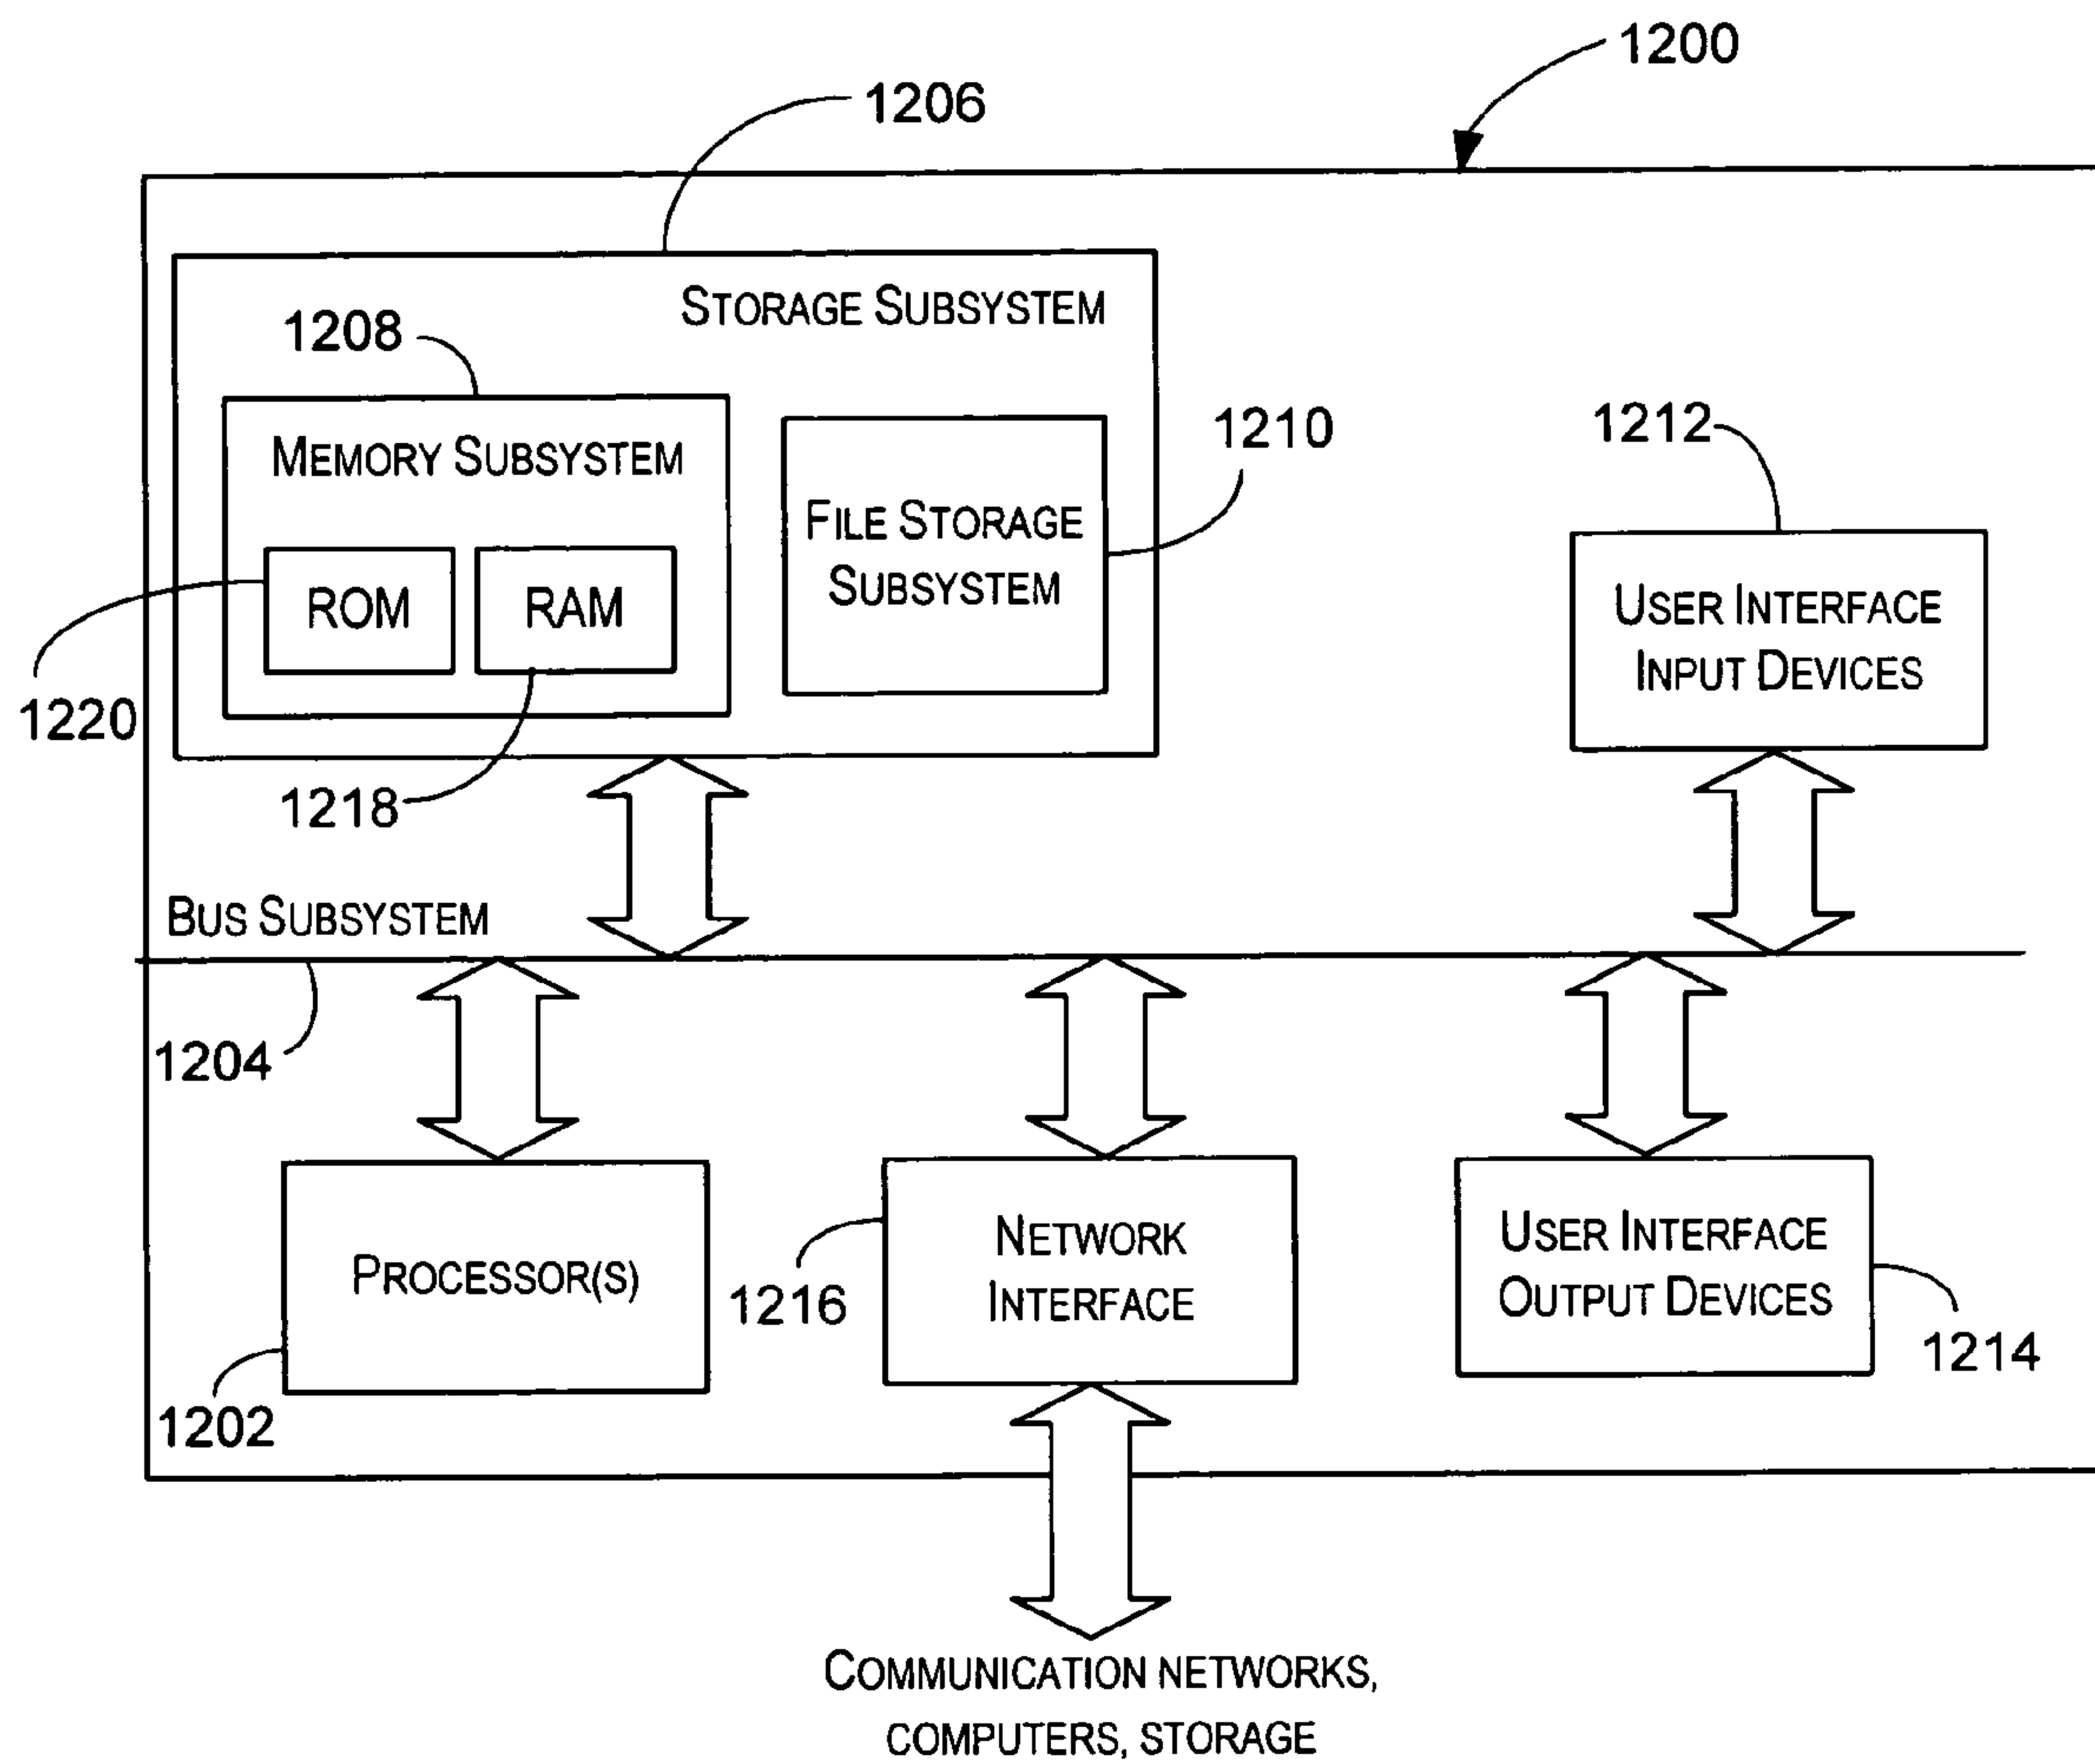 1200
1206
STORAGE SUBSYSTEM
1208
MEMORY SUBSYSTEM
1210
FILE STORAGE
SUBSYSTEM
1212
USER INTERFACE
INPUT DEVICES
ROM
RAM
1220
1218
BUS SUBSYSTEM
1204
PROCESSOR(S)
1202
NETWORK
INTERFACE
1216
USER INTERFACE
OUTPUT DEVICES
1214
COMMUNICATION NETWORKS,
COMPUTERS, STORAGE